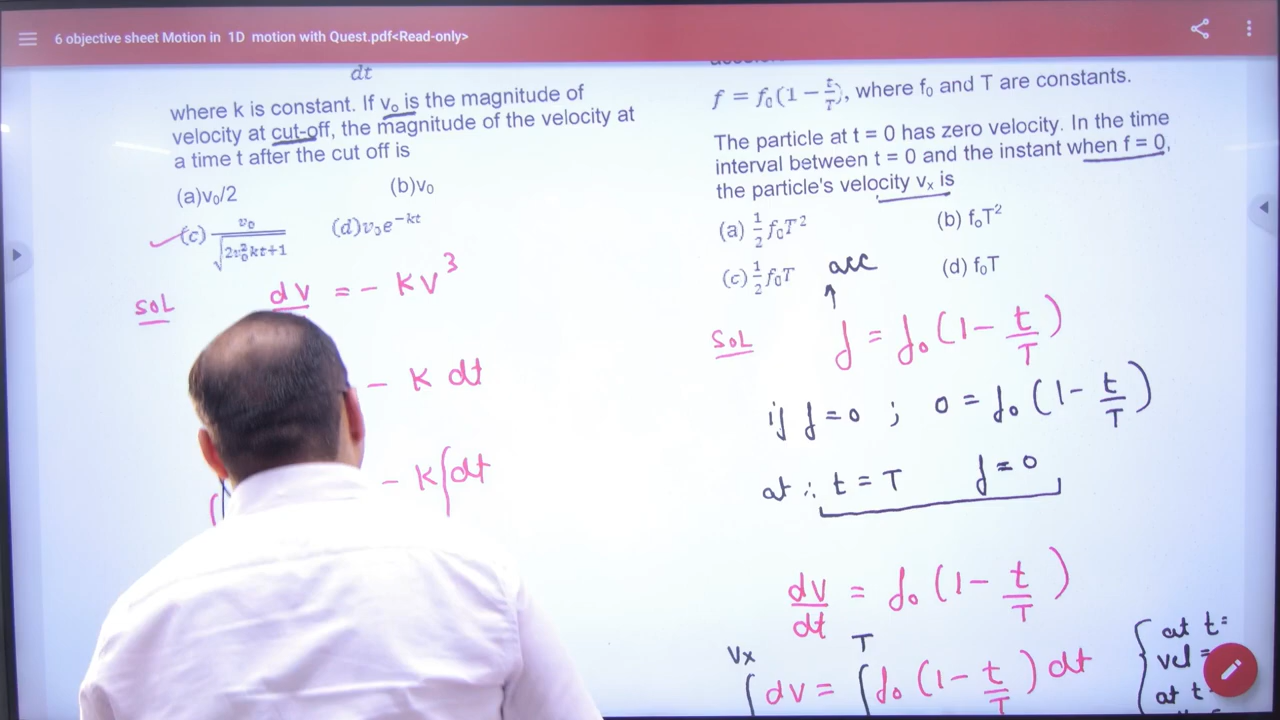 6 objective sheet Motion in 1D motion with Quest.pdf<Read-only>
dt
where k is constant. If v₀ is the magnitude of
velocity at cut-off, the magnitude of the velocity at
a time t after the cut off is
(a)v₀/2 (b)v₀
(c) v₀/√(2v₀²kt+1) (d)v₀e^(-kt)
SOL dv = - kv³
- k dt
- k∫dt
f = f₀(1 − t/T), where f₀ and T are constants.
The particle at t = 0 has zero velocity. In the time
interval between t = 0 and the instant when f = 0,
the particle's velocity vₓ is
(a) 1/2 f₀T² (b) f₀T²
(c) 1/2 f₀T (d) f₀T
acc
SOL f = f₀ (1 - t/T)
if f = 0 ; 0 = f₀ (1 - t/T)
at ∴ t = T f = 0
dv/dt = f₀ (1 - t/T)
Vx T
∫dv = ∫f₀ (1 - t/T) dt
at t=
vel =
at t